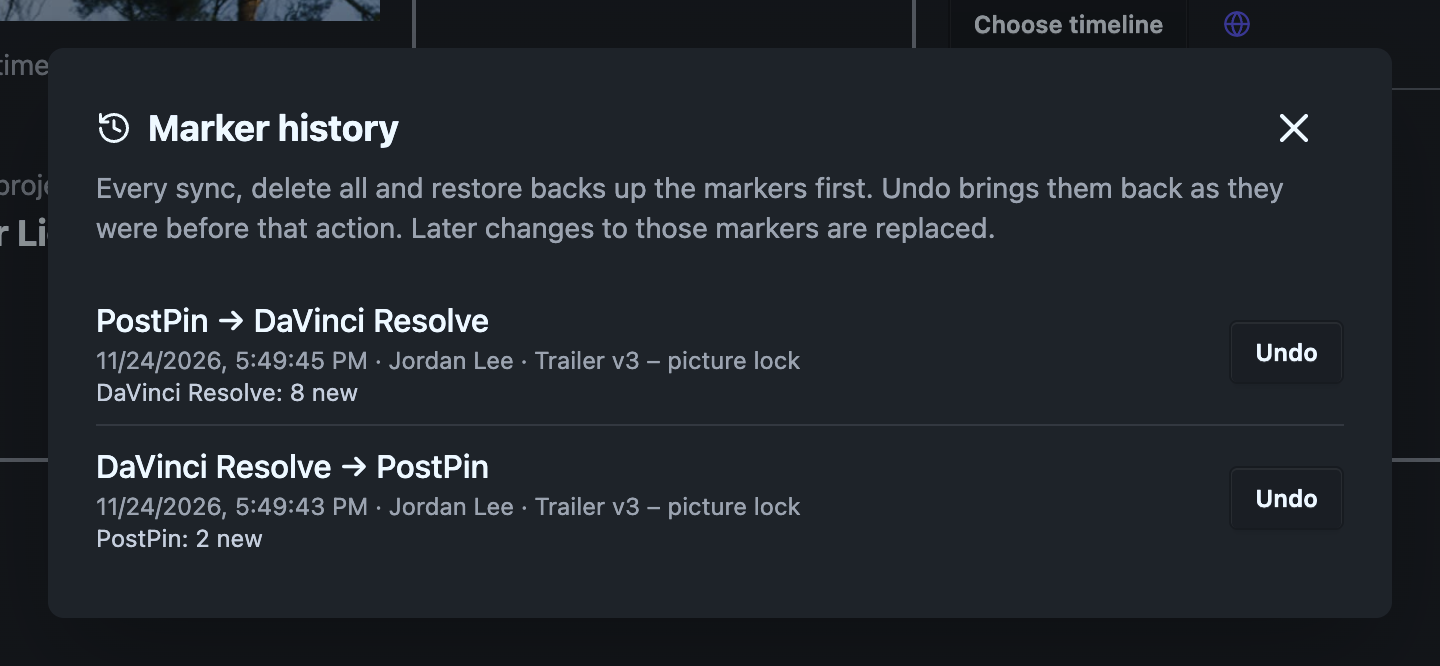 Choose timeline
Marker history
Every sync, delete all and restore backs up the markers first. Undo brings them back as they
were before that action. Later changes to those markers are replaced.
PostPin → DaVinci Resolve
11/24/2026, 5:49:45 PM · Jordan Lee · Trailer v3 – picture lock
DaVinci Resolve: 8 new
Undo
DaVinci Resolve → PostPin
11/24/2026, 5:49:43 PM · Jordan Lee · Trailer v3 – picture lock
PostPin: 2 new
Undo